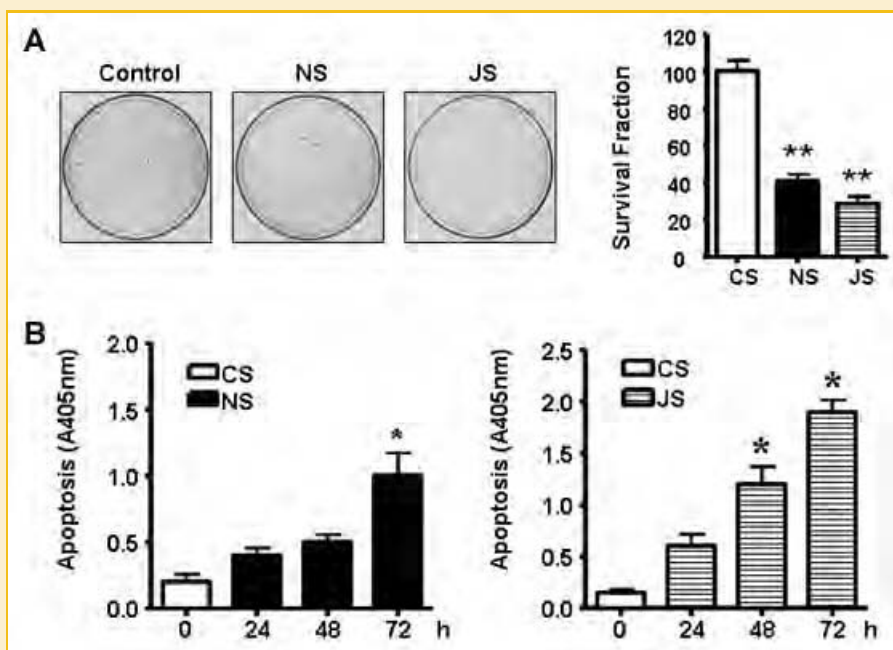 A
Control NS JS
Survival Fraction
120
100
80
60
40
20
0
** **
CS NS JS
B
Apoptosis (A405nm)
2.0
1.5
1.0
0.5
0.0
CS
NS
*
0 24 48 72 h
Apoptosis (A405nm)
2.5
2.0
1.5
1.0
0.5
0.0
CS
JS
* *
0 24 48 72 h